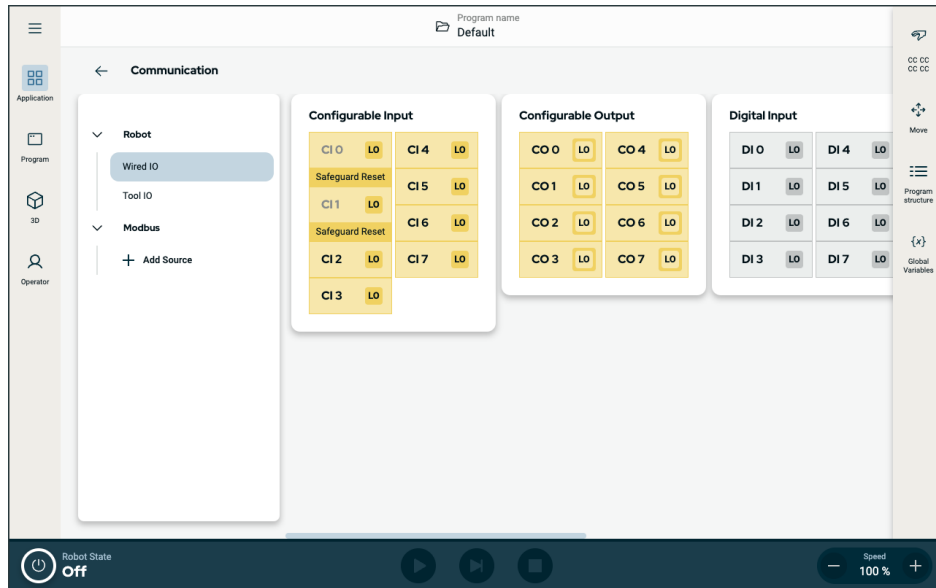 Program name
Default
Application
Program
3D
Operator
Communication
Robot
Wired IO
Tool IO
Modbus
Add Source
Configurable Input
CI 0 LO CI 4 LO
Safeguard Reset
CI 5 LO
CI 1 LO
CI 6 LO
Safeguard Reset
CI 2 LO CI 7 LO
CI 3 LO
Configurable Output
CO 0 LO CO 4 LO
CO 1 LO CO 5 LO
CO 2 LO CO 6 LO
CO 3 LO CO 7 LO
Digital Input
DI 0 LO DI 4 LO
DI 1 LO DI 5 LO
DI 2 LO DI 6 LO
DI 3 LO DI 7 LO
CC CC
CC CC
Move
Program
structure
{x}
Global
Variables
Robot State
Off
Speed
100 %